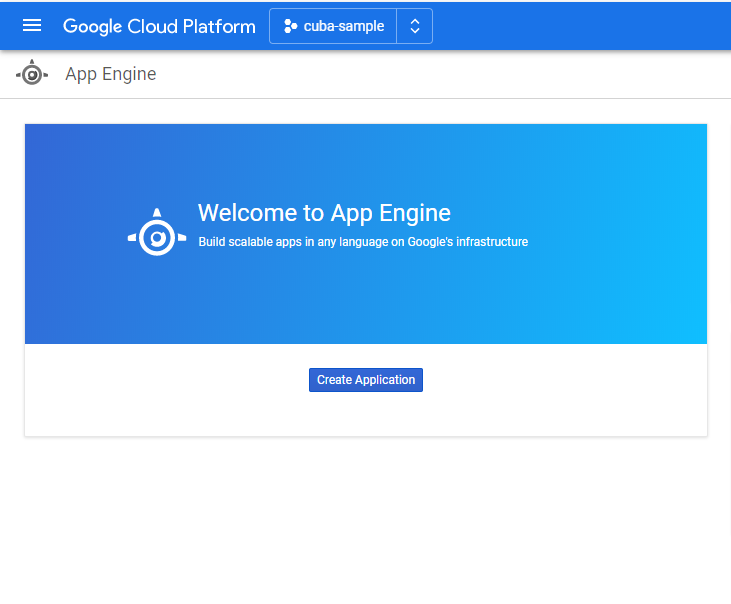 Google Cloud Platform cuba-sample
App Engine
Welcome to App Engine
Build scalable apps in any language on Google's infrastructure
Create Application